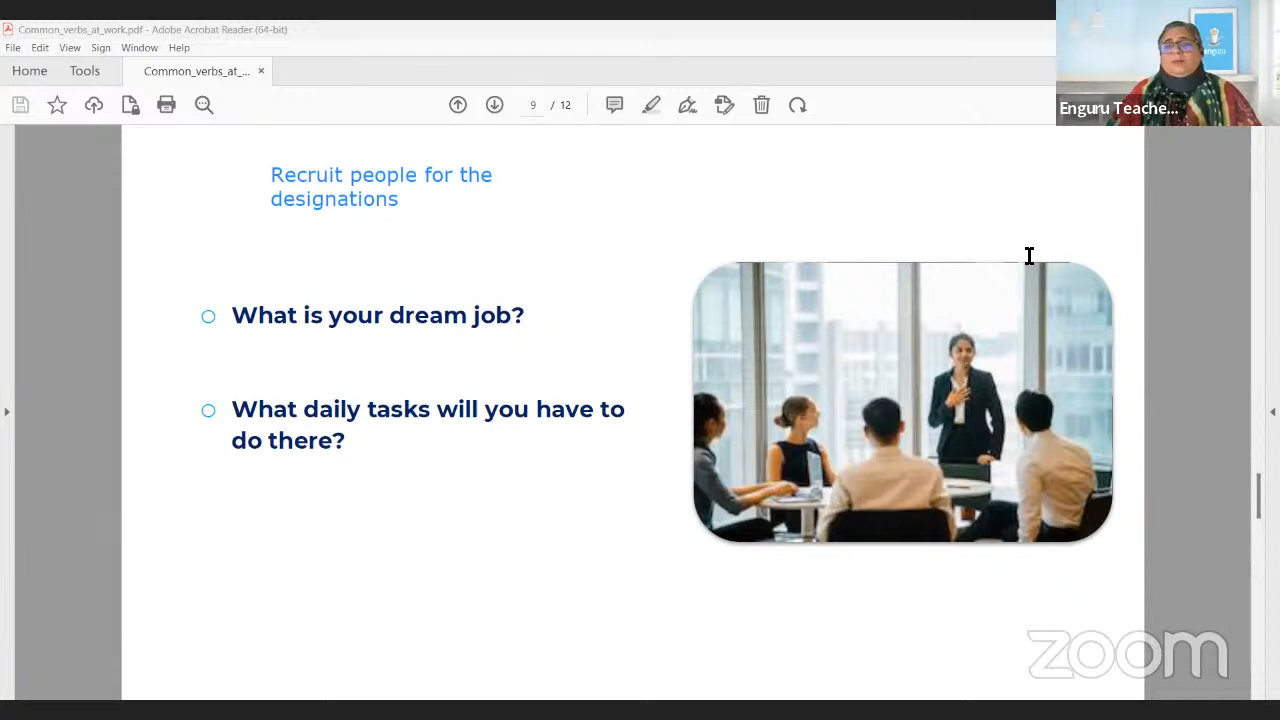 Common_verbs_at_work.pdf - Adobe Acrobat Reader (64-bit)
File Edit View Sign Window Help
Home Tools Common_verbs_at_... ×
9 / 12
enguru
Enguru Teache...
Recruit people for the
designations
What is your dream job?
What daily tasks will you have to
do there?
zoom